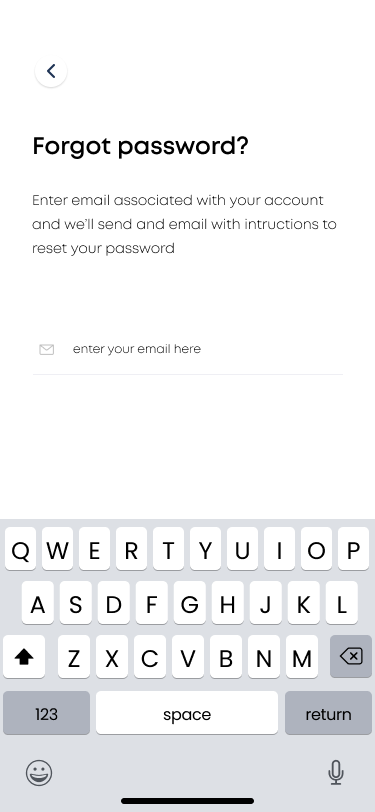 Forgot password?
Enter email associated with your account
and we'll send and email with intructions to
reset your password
enter your email here
Q W E R T Y U I O P
A S D F G H J K L
Z X C V B N M
123 space return